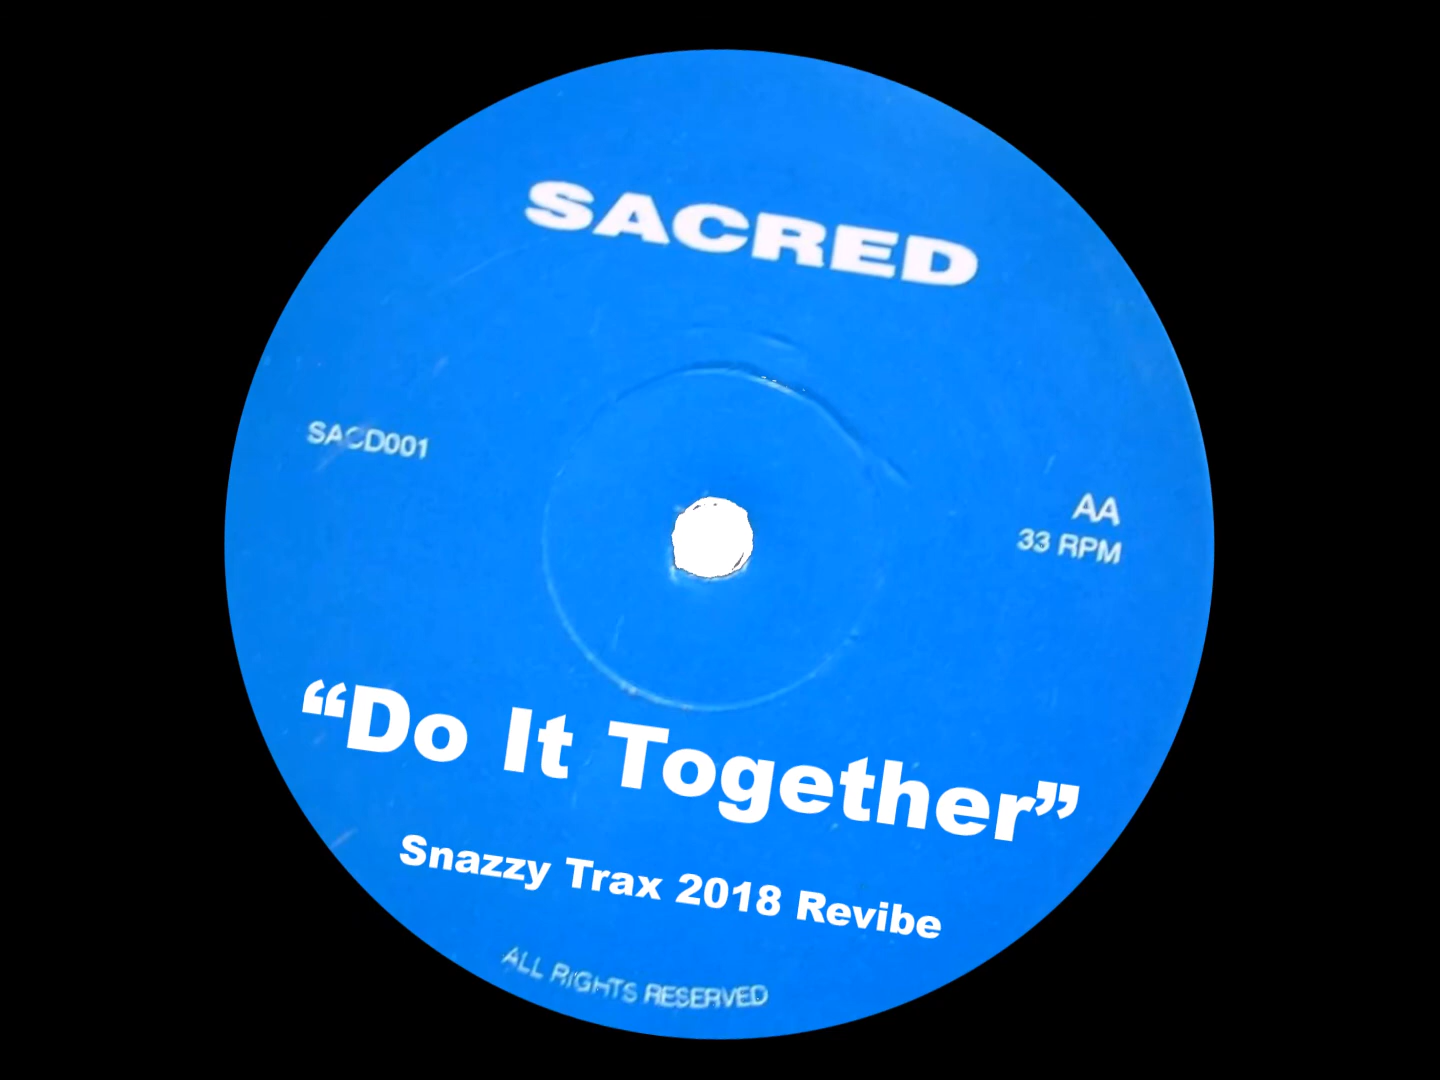 SACRED
SACD001
AA
33 RPM
“Do It Together”
Snazzy Trax 2018 Revibe
ALL RIGHTS RESERVED